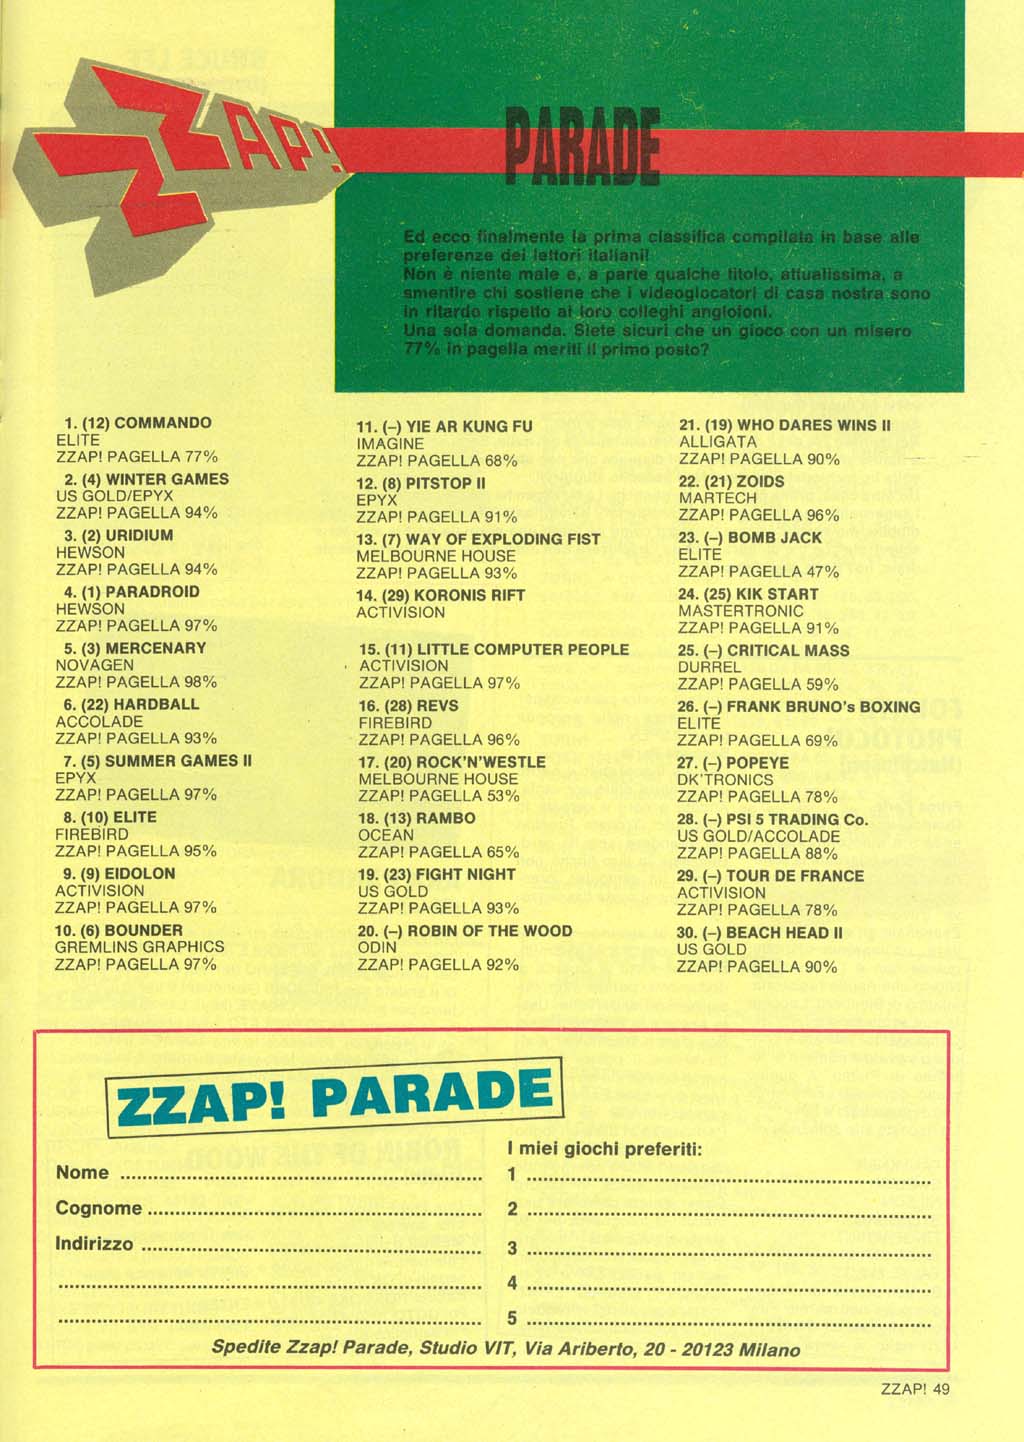 ZZAP!
PARADE
Ed ecco finalmente la prima classifica compilata in base alle
preferenze dei lettori italiani!
Non è niente male e, a parte qualche titolo, attualissima, a
smentire chi sostiene che i videogiocatori di casa nostra sono
in ritardo rispetto ai loro colleghi anglofoni.
Una sola domanda. Siete sicuri che un gioco con un misero
77% in pagella meriti il primo posto?
1. (12) COMMANDO
ELITE
ZZAP! PAGELLA 77%
2. (4) WINTER GAMES
US GOLD/EPYX
ZZAP! PAGELLA 94%
3. (2) URIDIUM
HEWSON
ZZAP! PAGELLA 94%
4. (1) PARADROID
HEWSON
ZZAP! PAGELLA 97%
5. (3) MERCENARY
NOVAGEN
ZZAP! PAGELLA 98%
6. (22) HARDBALL
ACCOLADE
ZZAP! PAGELLA 93%
7. (5) SUMMER GAMES II
EPYX
ZZAP! PAGELLA 97%
8. (10) ELITE
FIREBIRD
ZZAP! PAGELLA 95%
9. (9) EIDOLON
ACTIVISION
ZZAP! PAGELLA 97%
10. (6) BOUNDER
GREMLINS GRAPHICS
ZZAP! PAGELLA 97%
11. (-) YIE AR KUNG FU
IMAGINE
ZZAP! PAGELLA 68%
12. (8) PITSTOP II
EPYX
ZZAP! PAGELLA 91%
13. (7) WAY OF EXPLODING FIST
MELBOURNE HOUSE
ZZAP! PAGELLA 93%
14. (29) KORONIS RIFT
ACTIVISION
15. (11) LITTLE COMPUTER PEOPLE
ACTIVISION
ZZAP! PAGELLA 97%
16. (28) REVS
FIREBIRD
ZZAP! PAGELLA 96%
17. (20) ROCK'N'WESTLE
MELBOURNE HOUSE
ZZAP! PAGELLA 53%
18. (13) RAMBO
OCEAN
ZZAP! PAGELLA 65%
19. (23) FIGHT NIGHT
US GOLD
ZZAP! PAGELLA 93%
20. (-) ROBIN OF THE WOOD
ODIN
ZZAP! PAGELLA 92%
21. (19) WHO DARES WINS II
ALLIGATA
ZZAP! PAGELLA 90%
22. (21) ZOIDS
MARTECH
ZZAP! PAGELLA 96%
23. (-) BOMB JACK
ELITE
ZZAP! PAGELLA 47%
24. (25) KIK START
MASTERTRONIC
ZZAP! PAGELLA 91%
25. (-) CRITICAL MASS
DURREL
ZZAP! PAGELLA 59%
26. (-) FRANK BRUNO's BOXING
ELITE
ZZAP! PAGELLA 69%
27. (-) POPEYE
DK'TRONICS
ZZAP! PAGELLA 78%
28. (-) PSI 5 TRADING Co.
US GOLD/ACCOLADE
ZZAP! PAGELLA 88%
29. (-) TOUR DE FRANCE
ACTIVISION
ZZAP! PAGELLA 78%
30. (-) BEACH HEAD II
US GOLD
ZZAP! PAGELLA 90%
ZZAP! PARADE
Nome
Cognome
Indirizzo
I miei giochi preferiti:
1
2
3
4
5
Spedite Zzap! Parade, Studio VIT, Via Ariberto, 20 - 20123 Milano
ZZAP! 49